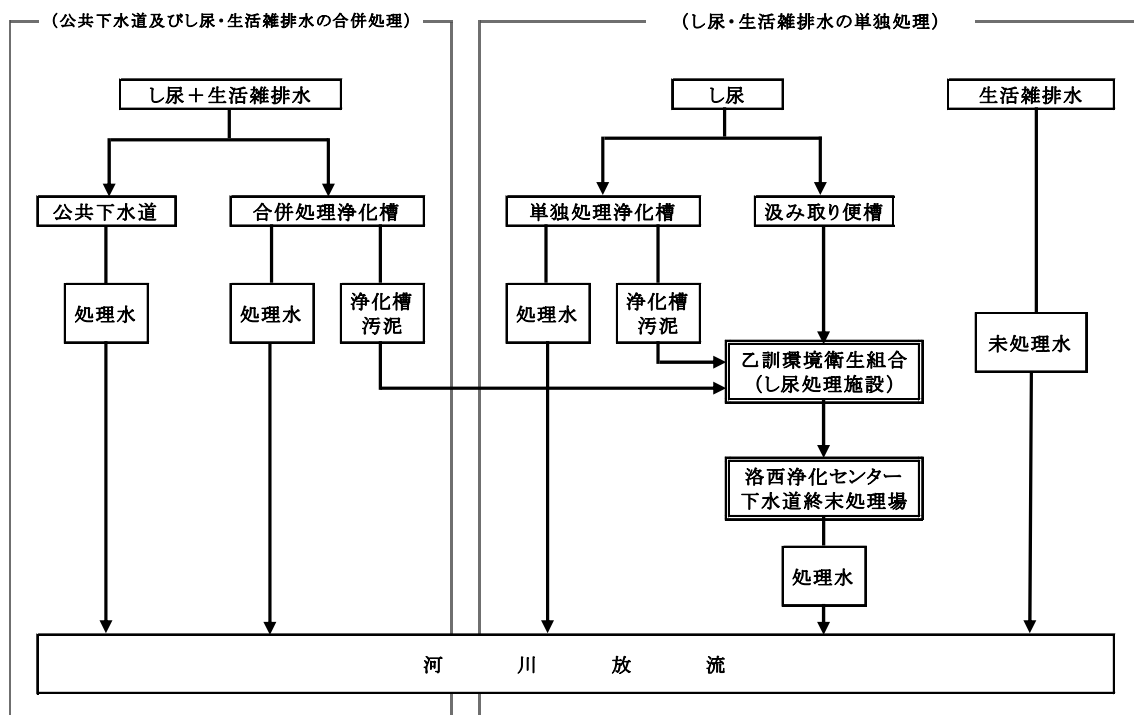 （公共下水道及びし尿・生活雑排水の合併処理）
（し尿・生活雑排水の単独処理）
し尿＋生活雑排水
し尿
生活雑排水
公共下水道
合併処理浄化槽
単独処理浄化槽
汲み取り便槽
処理水
処理水
浄化槽
汚泥
処理水
浄化槽
汚泥
未処理水
乙訓環境衛生組合
（し尿処理施設）
洛西浄化センター
下水道終末処理場
処理水
河川放流